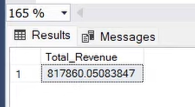 165 %
Results Messages
Total_Revenue
1 817860.05083847